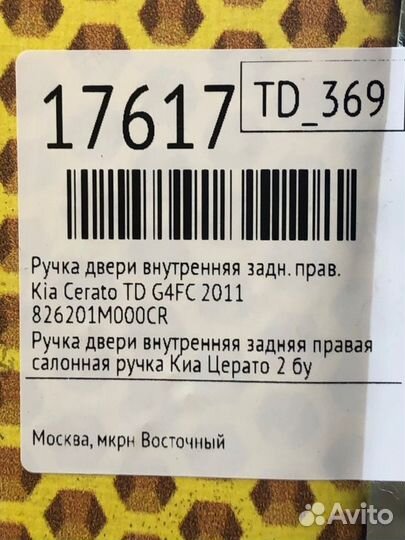 17617
TD_369
Ручка двери внутренняя задн. прав.
Kia Cerato TD G4FC 2011
826201M000CR
Ручка двери внутренняя задняя правая
салонная ручка Киа Церато 2 бу
Москва, мкрн Восточный
Avito